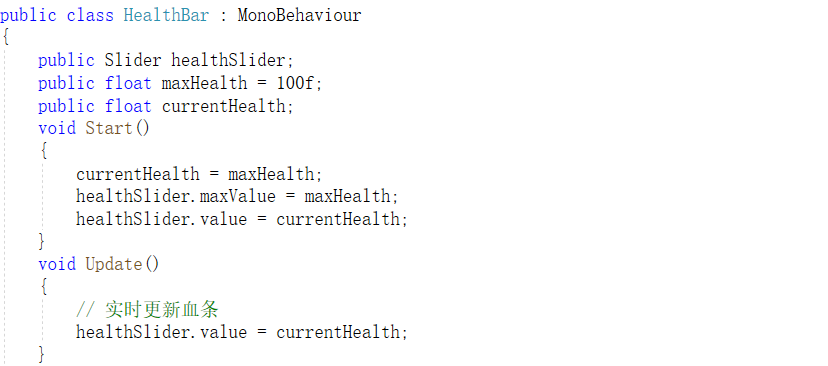 public class HealthBar : MonoBehaviour
{
    public Slider healthSlider;
    public float maxHealth = 100f;
    public float currentHealth;
    void Start()
    {
        currentHealth = maxHealth;
        healthSlider.maxValue = maxHealth;
        healthSlider.value = currentHealth;
    }
    void Update()
    {
        // 实时更新血条
        healthSlider.value = currentHealth;
    }